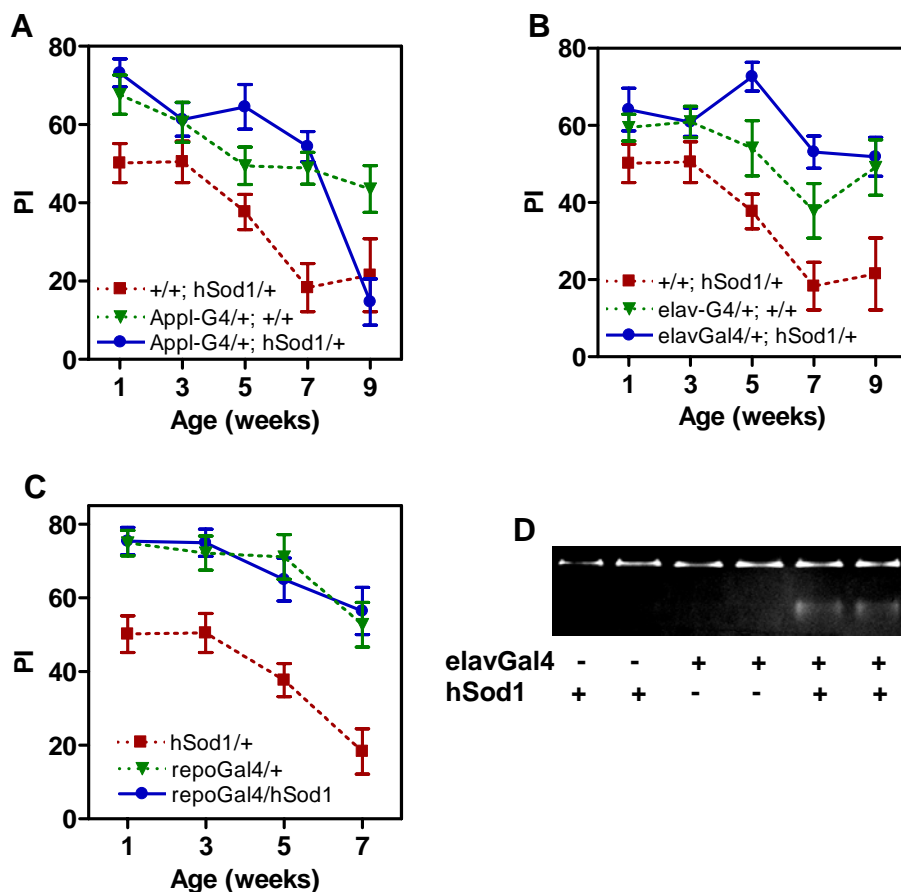 A
80
60
40
20
0
PI
+/+; hSod1/+
Appl-G4/+; +/+
Appl-G4/+; hSod1/+
1 3 5 7 9
Age (weeks)
B
80
60
40
20
0
PI
+/+; hSod1/+
elav-G4/+; +/+
elavGal4/+; hSod1/+
1 3 5 7 9
Age (weeks)
C
80
60
40
20
0
PI
hSod1/+
repoGal4/+
repoGal4/hSod1
1 3 5 7
Age (weeks)
D
elavGal4 - - + + + +
hSod1 + + - - + +